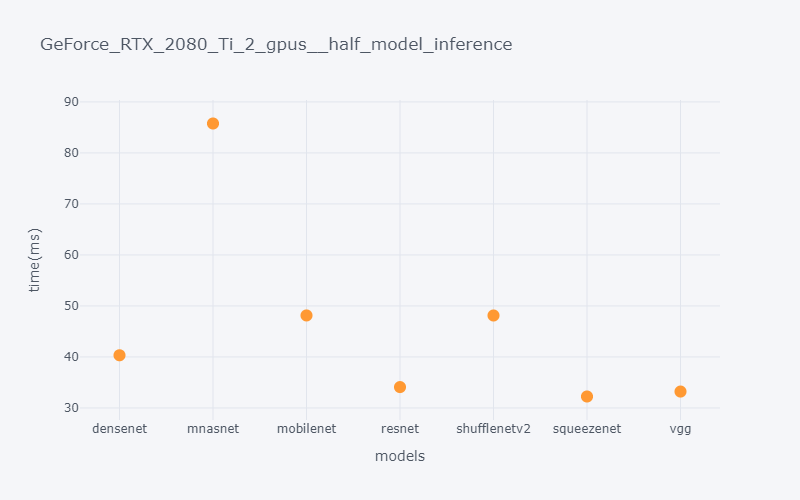 GeForce_RTX_2080_Ti_2_gpus__half_model_inference
90
80
70
60
50
40
30
time(ms)
densenet mnasnet mobilenet resnet shufflenetv2 squeezenet vgg
models